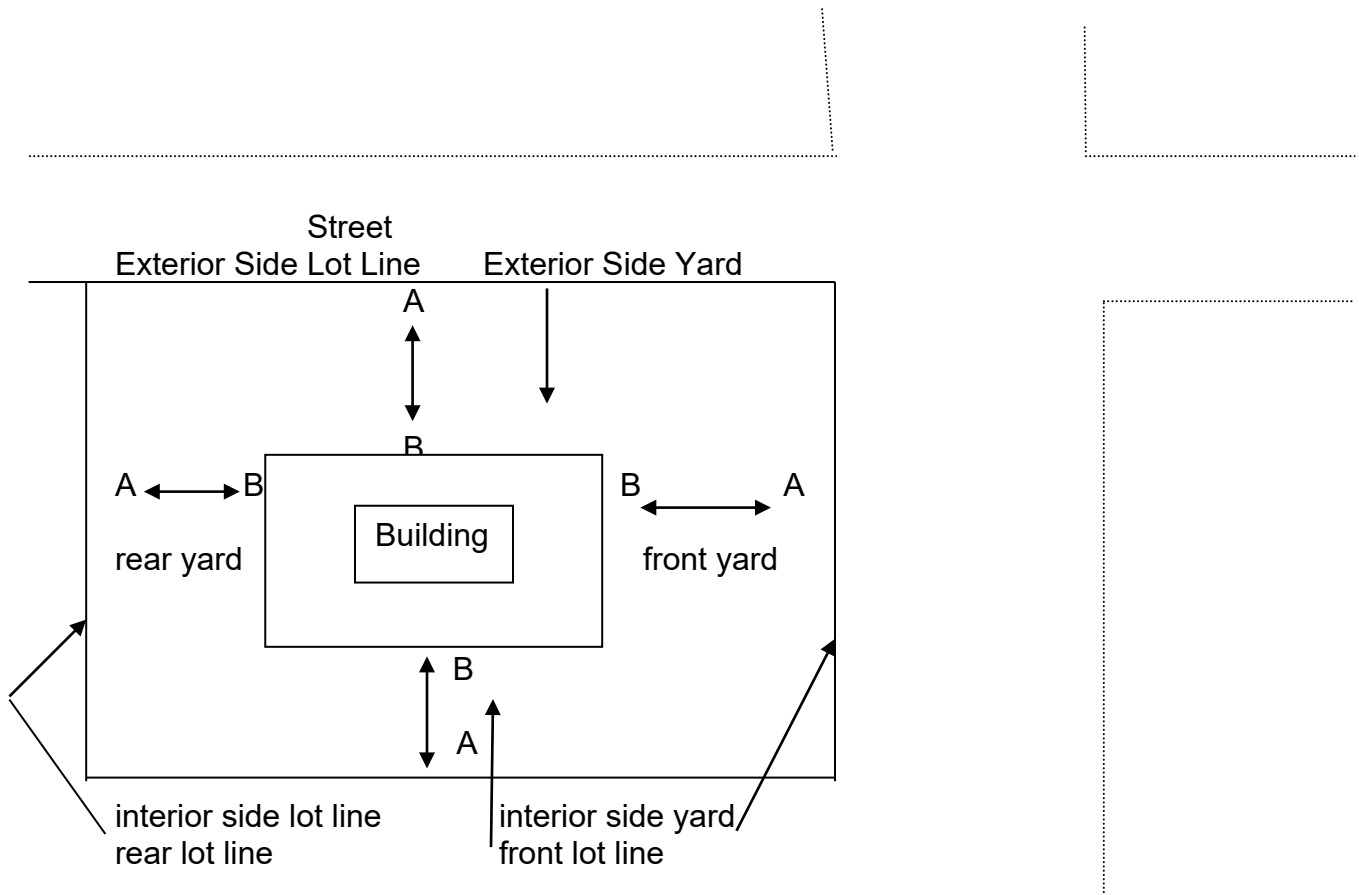 Street
Exterior Side Lot Line Exterior Side Yard
A
B
A B B A
Building
rear yard front yard
B
A
interior side lot line interior side yard
rear lot line front lot line